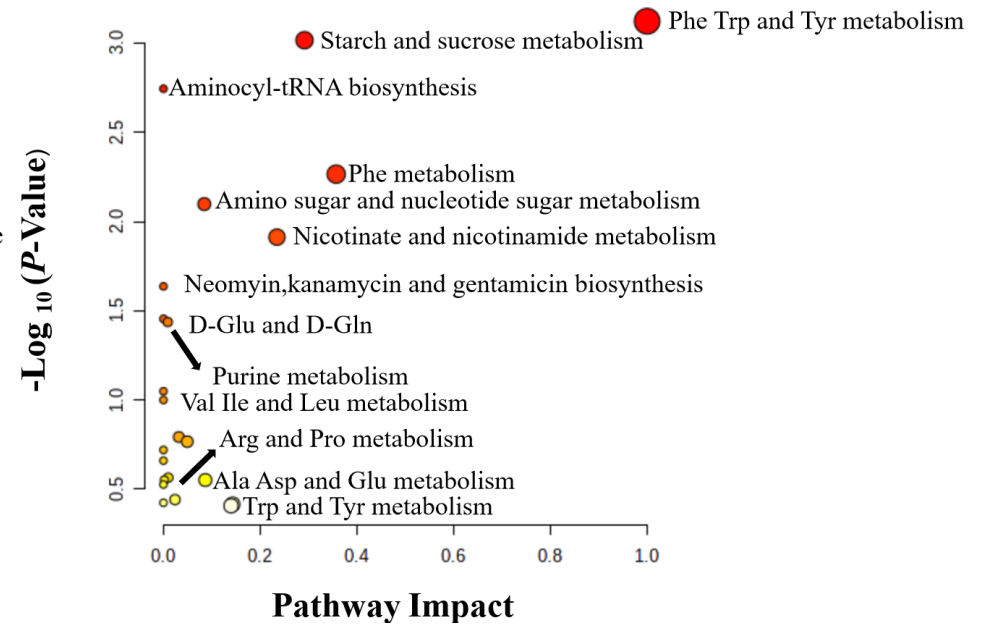 Phe Trp and Tyr metabolism
Starch and sucrose metabolism
Aminocyl-tRNA biosynthesis
Phe metabolism
Amino sugar and nucleotide sugar metabolism
Nicotinate and nicotinamide metabolism
Neomyin,kanamycin and gentamicin biosynthesis
D-Glu and D-Gln
Purine metabolism
Val Ile and Leu metabolism
Arg and Pro metabolism
Ala Asp and Glu metabolism
Trp and Tyr metabolism
3.0
2.5
2.0
1.5
1.0
0.5
-Log 10 (P-Value)
0.0 0.2 0.4 0.6 0.8 1.0
Pathway Impact